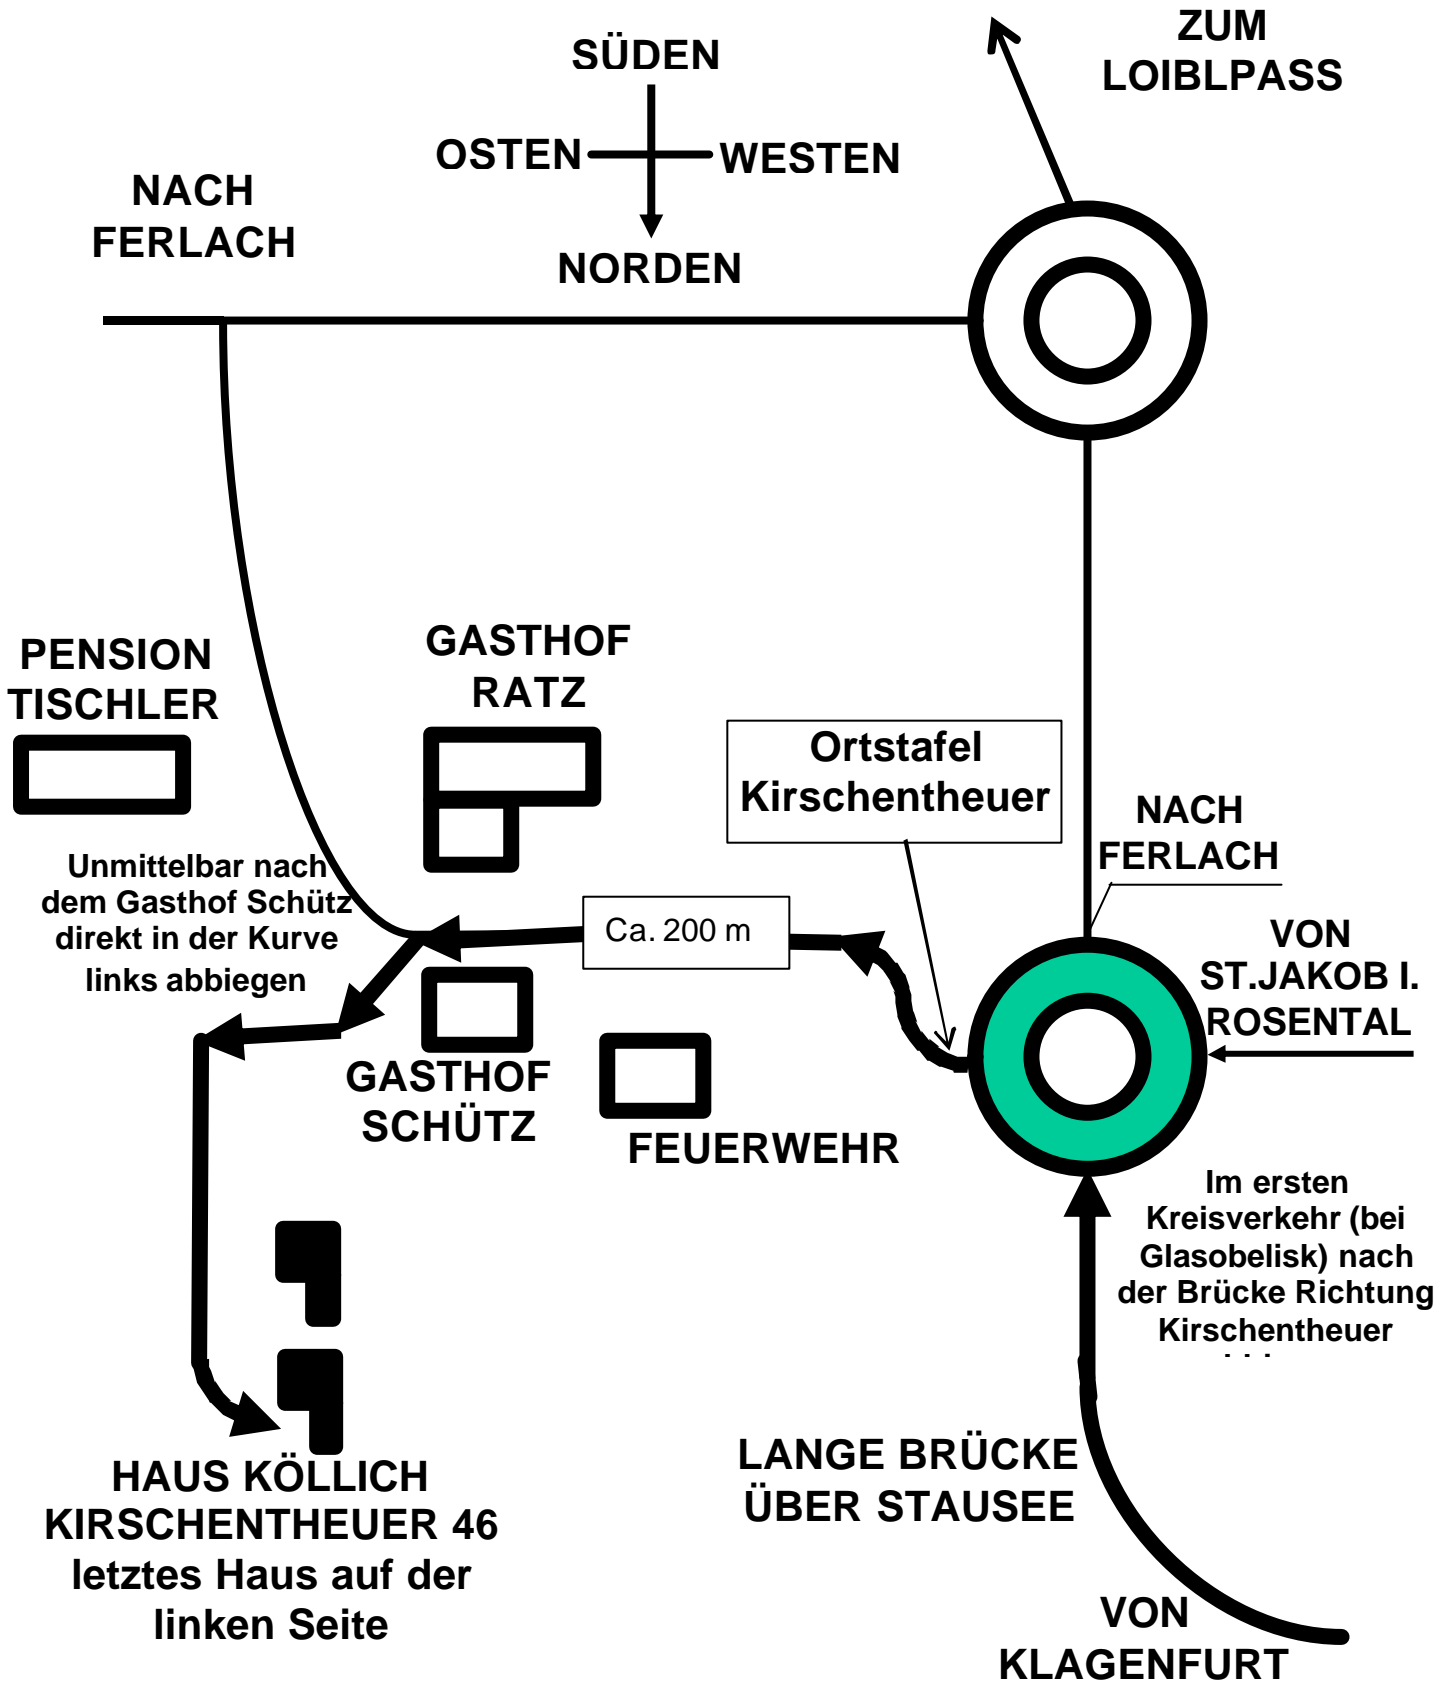 ZUM
LOIBLPASS
SÜDEN
OSTEN
WESTEN
NORDEN
NACH
FERLACH
PENSION
TISCHLER
GASTHOF
RATZ
Ortstafel
Kirschentheuer
NACH
FERLACH
Unmittelbar nach
dem Gasthof Schütz
direkt in der Kurve
links abbiegen
Ca. 200 m
VON
ST.JAKOB I.
ROSENTAL
GASTHOF
SCHÜTZ
FEUERWEHR
Im ersten
Kreisverkehr (bei
Glasobelisk) nach
der Brücke Richtung
Kirschentheuer
LANGE BRÜCKE
ÜBER STAUSEE
HAUS KÖLLICH
KIRSCHENTHEUER 46
letztes Haus auf der
linken Seite
VON
KLAGENFURT